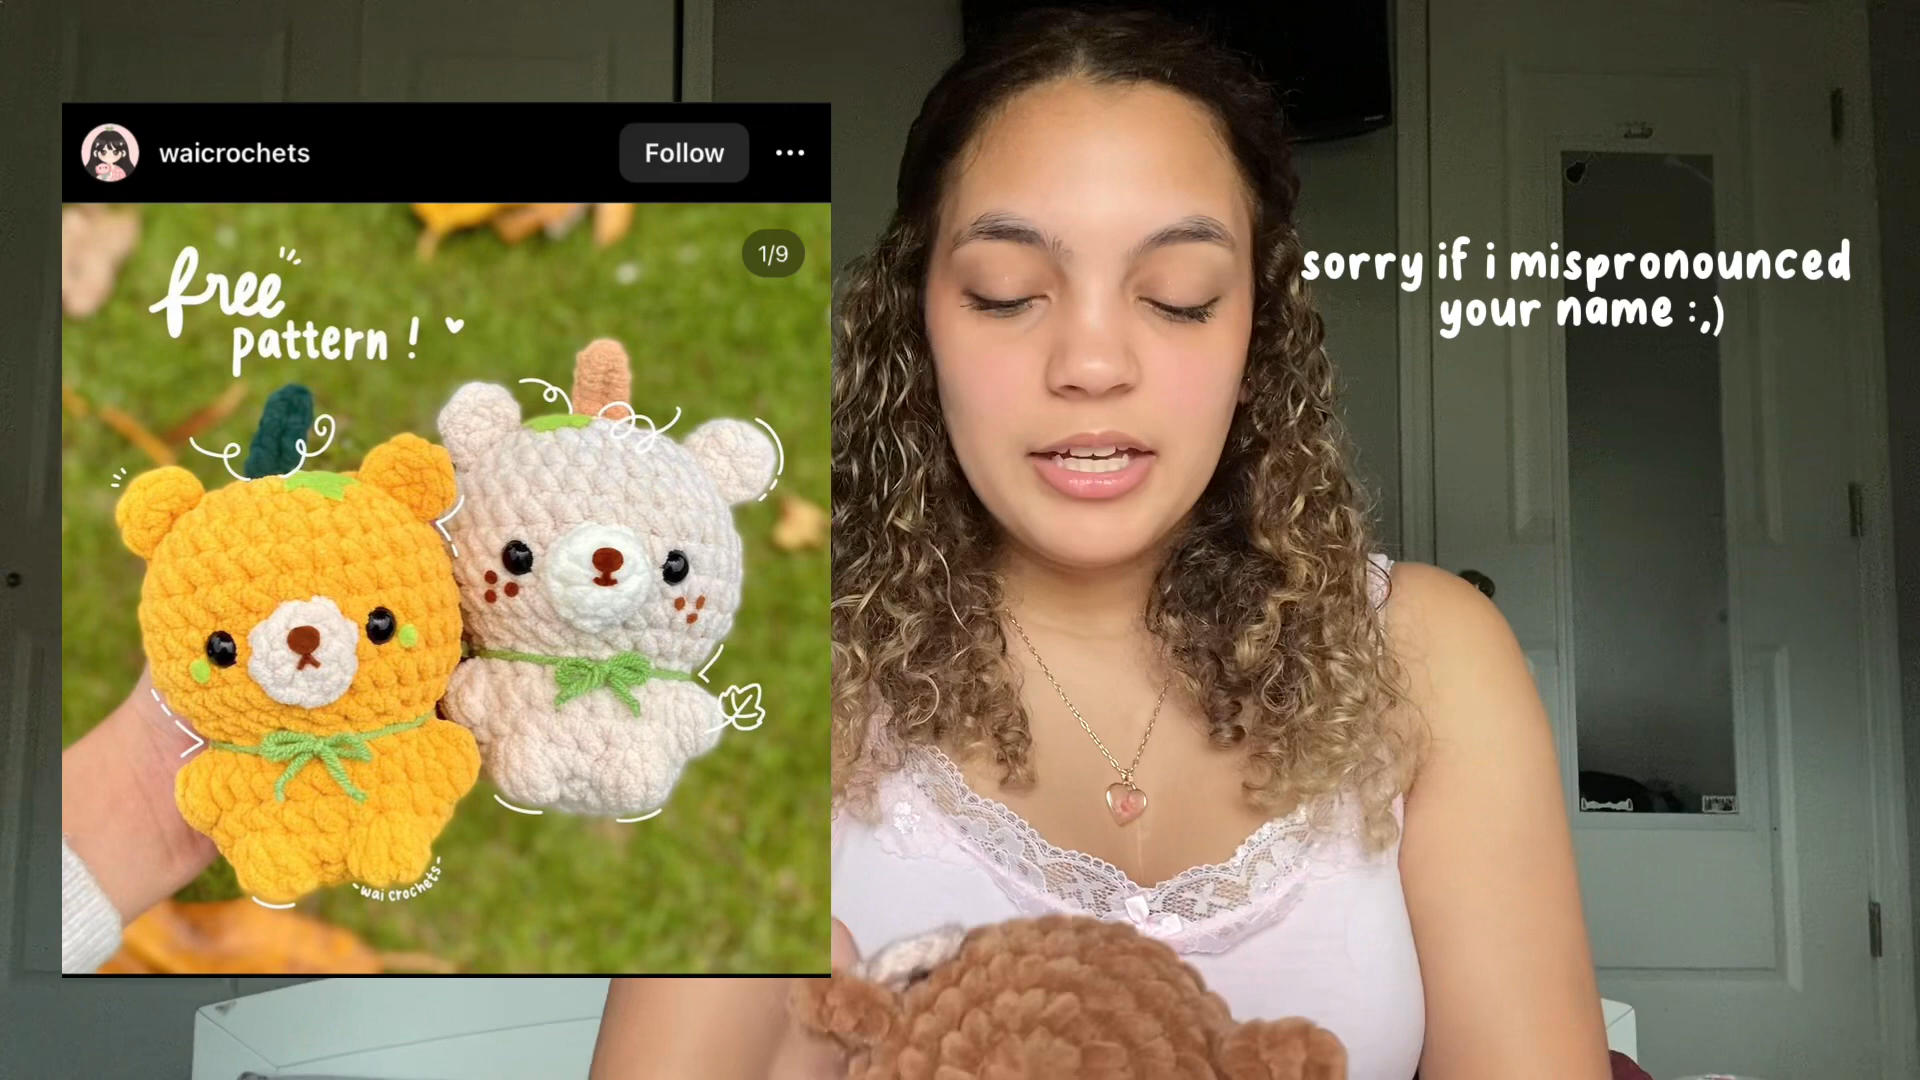 waicrochets
Follow
1/9
free
pattern !
-wai crochets-
sorry if i mispronounced
your name :,)